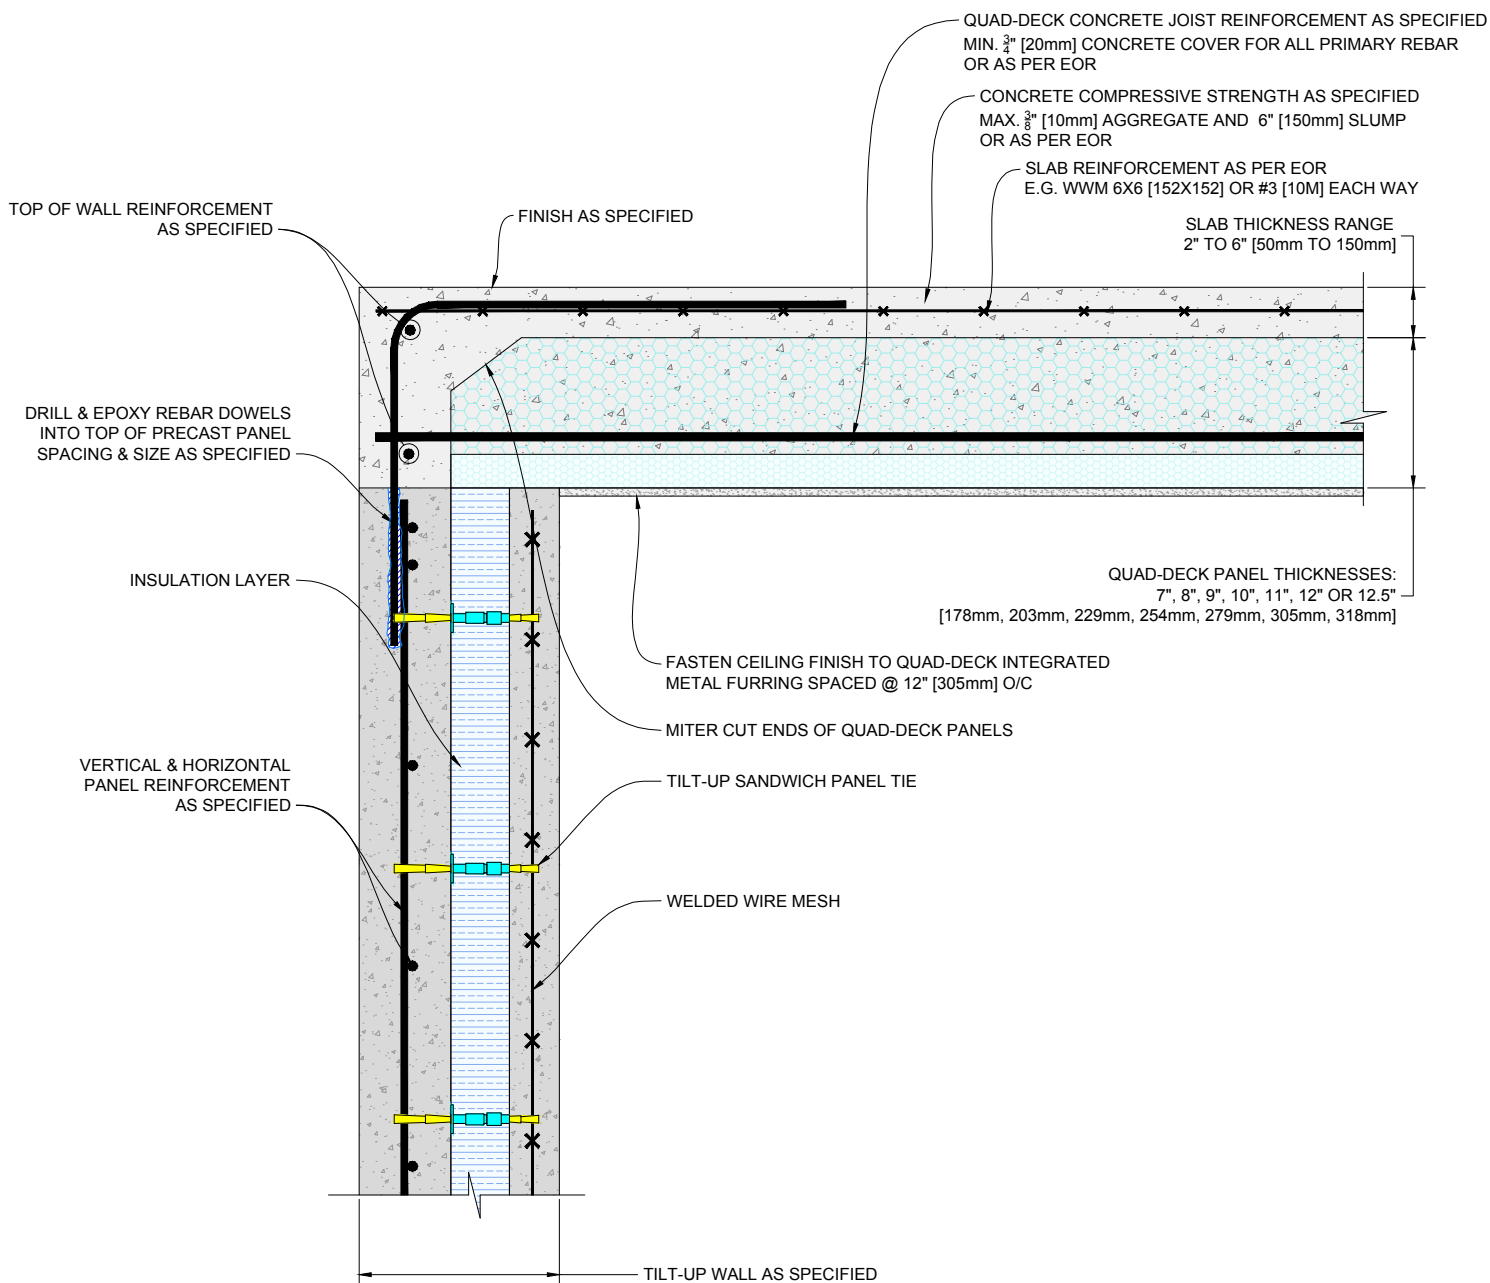 QUAD-DECK CONCRETE JOIST REINFORCEMENT AS SPECIFIED
MIN. 3/4" [20mm] CONCRETE COVER FOR ALL PRIMARY REBAR
OR AS PER EOR
CONCRETE COMPRESSIVE STRENGTH AS SPECIFIED
MAX. 3/8" [10mm] AGGREGATE AND 6" [150mm] SLUMP
OR AS PER EOR
SLAB REINFORCEMENT AS PER EOR
E.G. WWM 6X6 [152X152] OR #3 [10M] EACH WAY
TOP OF WALL REINFORCEMENT
AS SPECIFIED
FINISH AS SPECIFIED
SLAB THICKNESS RANGE
2" TO 6" [50mm TO 150mm]
DRILL & EPOXY REBAR DOWELS
INTO TOP OF PRECAST PANEL
SPACING & SIZE AS SPECIFIED
INSULATION LAYER
QUAD-DECK PANEL THICKNESSES:
7", 8", 9", 10", 11", 12" OR 12.5"
[178mm, 203mm, 229mm, 254mm, 279mm, 305mm, 318mm]
FASTEN CEILING FINISH TO QUAD-DECK INTEGRATED
METAL FURRING SPACED @ 12" [305mm] O/C
MITER CUT ENDS OF QUAD-DECK PANELS
VERTICAL & HORIZONTAL
PANEL REINFORCEMENT
AS SPECIFIED
TILT-UP SANDWICH PANEL TIE
WELDED WIRE MESH
TILT-UP WALL AS SPECIFIED